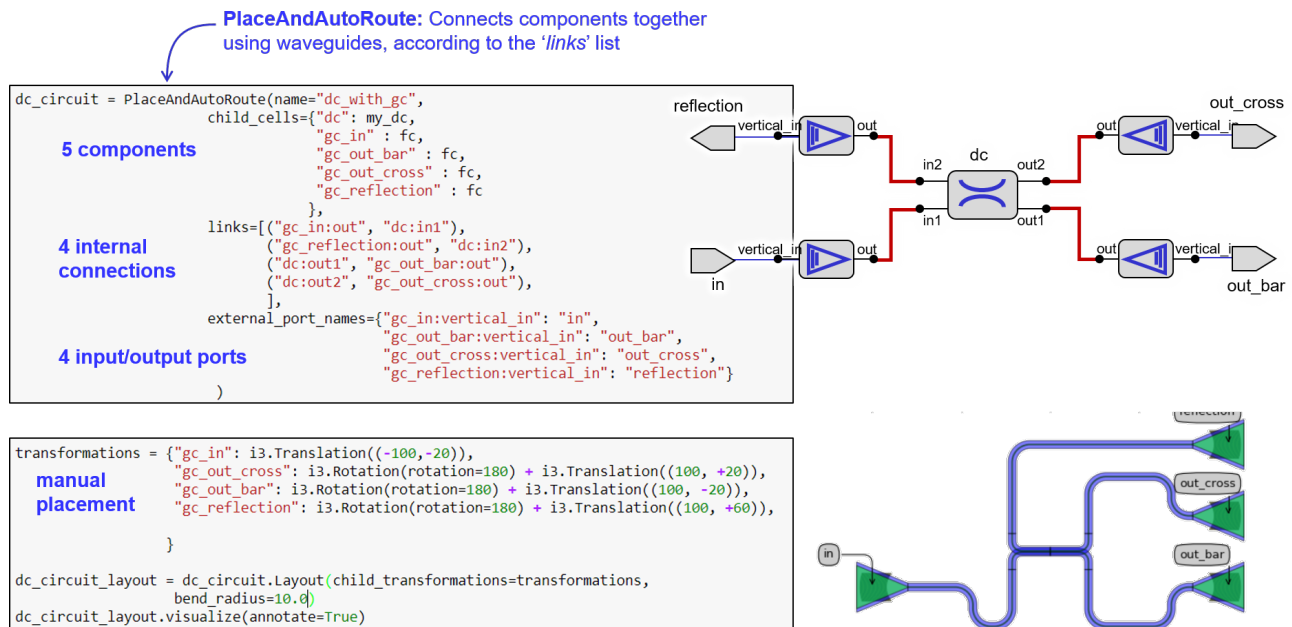 PlaceAndAutoRoute: Connects components together
using waveguides, according to the ‘links’ list
dc_circuit = PlaceAndAutoRoute(name="dc_with_gc",
child_cells={"dc": my_dc,
"gc_in" : fc,
"gc_out_bar" : fc,
"gc_out_cross" : fc,
"gc_reflection" : fc
},
5 components
links=[("gc_in:out", "dc:in1"),
("gc_reflection:out", "dc:in2"),
("dc:out1", "gc_out_bar:out"),
("dc:out2", "gc_out_cross:out"),
],
4 internal
connections
external_port_names={"gc_in:vertical_in": "in",
"gc_out_bar:vertical_in": "out_bar",
"gc_out_cross:vertical_in": "out_cross",
"gc_reflection:vertical_in": "reflection"}
)
4 input/output ports
reflection
vertical_in
out
in2
dc
out2
out
vertical_in
out_cross
in1
out1
vertical_in
out
in
out
vertical_in
out_bar
transformations = {"gc_in": i3.Translation((-100,-20)),
"gc_out_cross": i3.Rotation(rotation=180) + i3.Translation((100, +20)),
"gc_out_bar": i3.Rotation(rotation=180) + i3.Translation((100, -20)),
"gc_reflection": i3.Rotation(rotation=180) + i3.Translation((100, +60)),
}
manual
placement
dc_circuit_layout = dc_circuit.Layout(child_transformations=transformations,
bend_radius=10.0)
dc_circuit_layout.visualize(annotate=True)
reflection
out_cross
in
out_bar